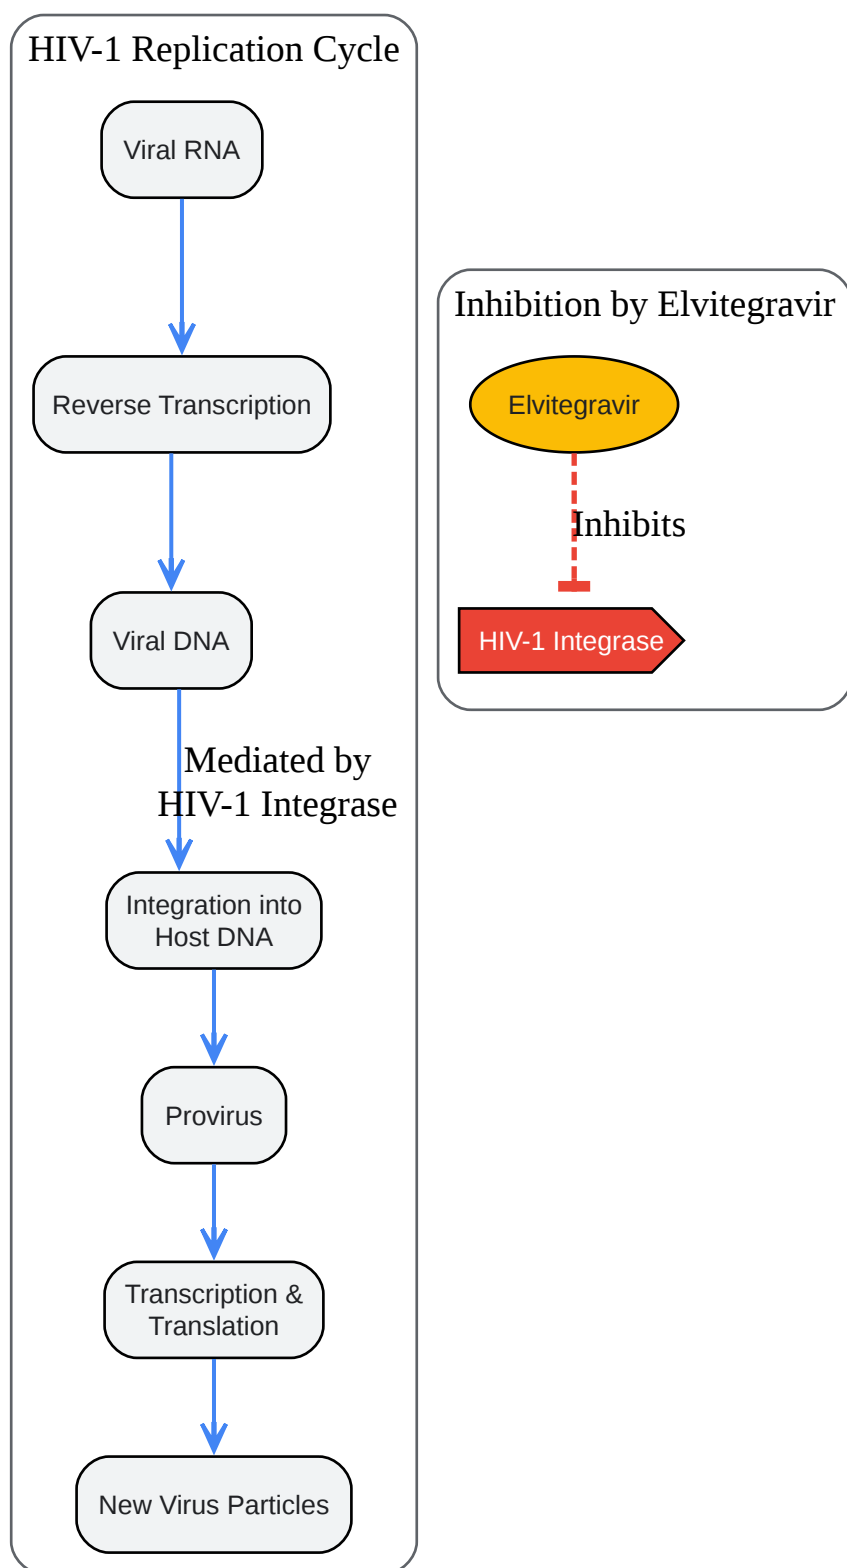 HIV-1 Replication Cycle
Viral RNA
Reverse Transcription
Viral DNA
Mediated by
HIV-1 Integrase
Integration into
Host DNA
Provirus
Transcription &
Translation
New Virus Particles
Inhibition by Elvitegravir
Elvitegravir
Inhibits
HIV-1 Integrase